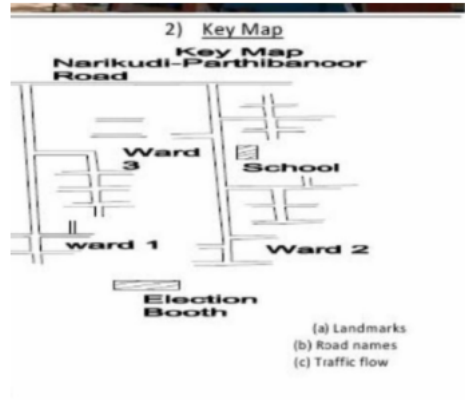 2) Key Map
Key Map
Narikudi-Parthibanoor
Road
Ward
3
School
ward 1
Ward 2
Election
Booth
(a) Landmarks
(b) Road names
(c) Traffic flow